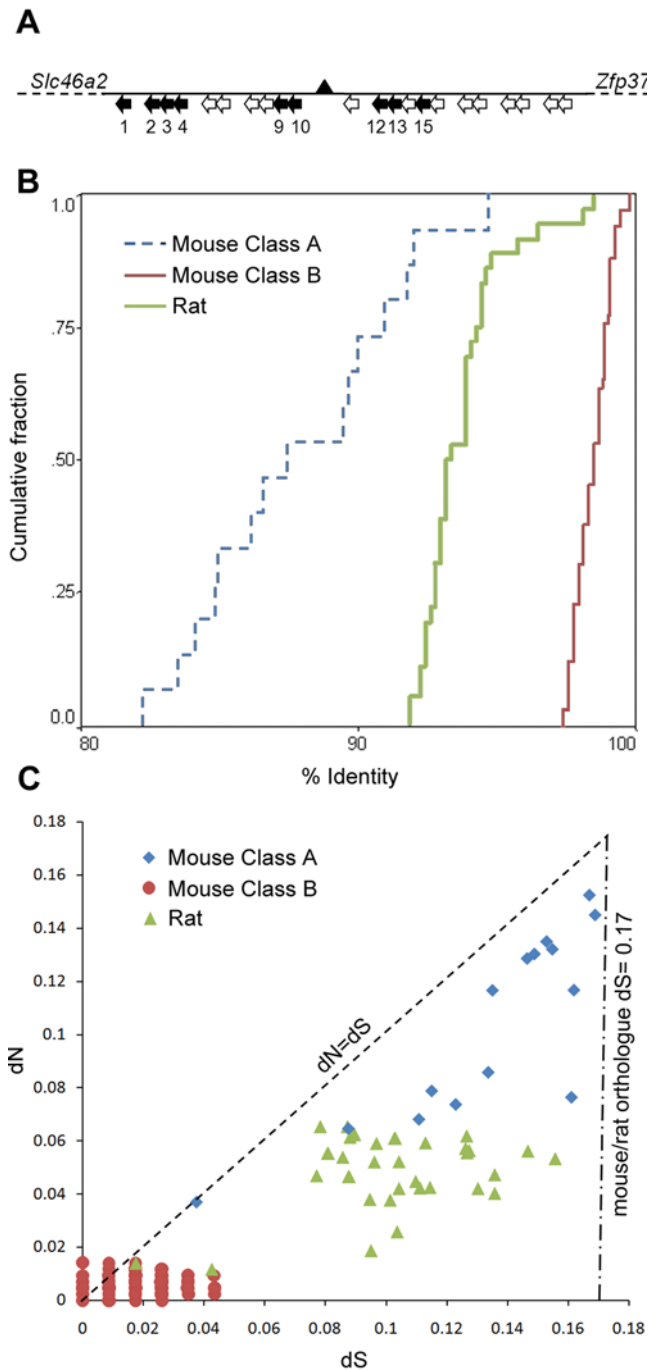 A
Slc46a2
Zfp37
1 2 3 4 9 10 12 13 15
B
1.0
.75
.50
.25
0.0
Cumulative fraction
Mouse Class A
Mouse Class B
Rat
80 90 100
% Identity
C
0.18
0.16
0.14
0.12
0.1
0.08
0.06
0.04
0.02
0
dN
Mouse Class A
Mouse Class B
Rat
dN=dS
mouse/rat orthologue dS= 0.17
0 0.02 0.04 0.06 0.08 0.1 0.12 0.14 0.16 0.18
dS